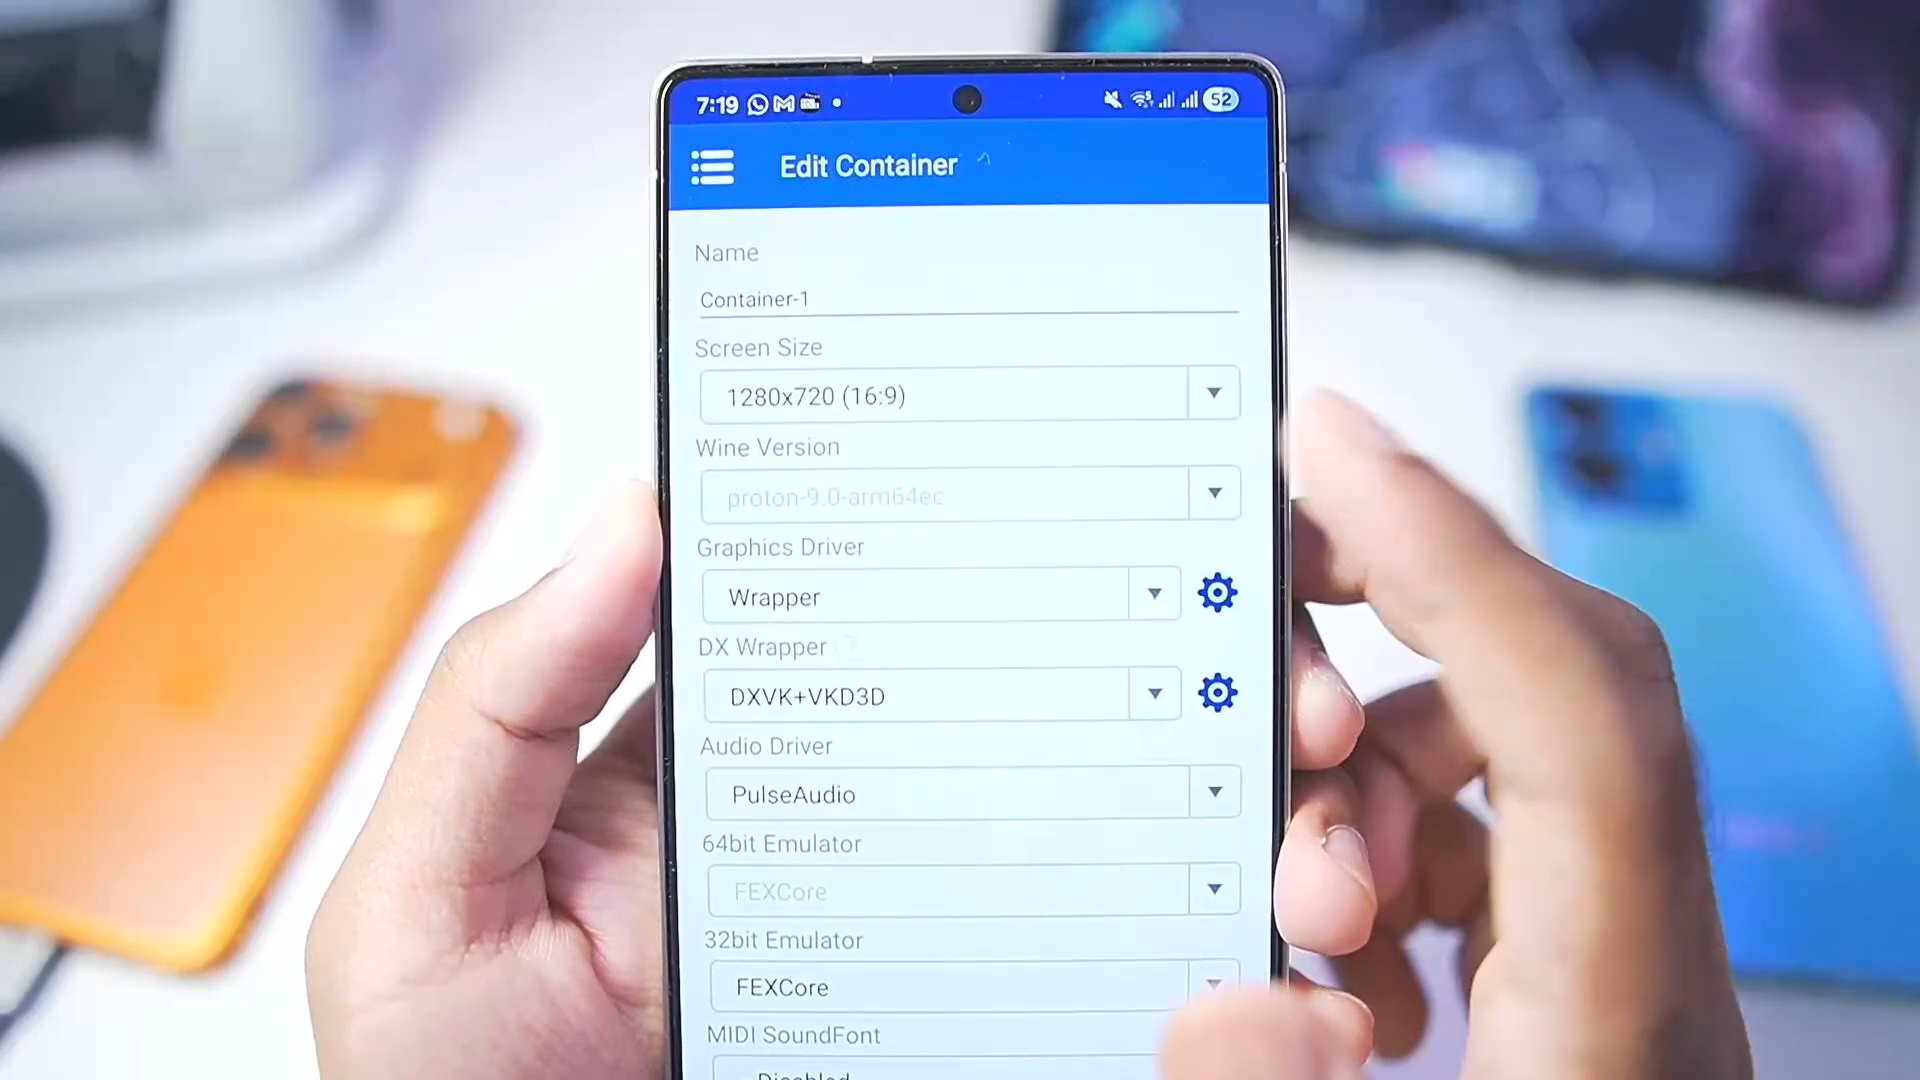 7:19
52
Edit Container
Name
Container-1
Screen Size
1280x720 (16:9)
Wine Version
proton-9.0-arm64ec
Graphics Driver
Wrapper
DX Wrapper ?
DXVK+VKD3D
Audio Driver
PulseAudio
64bit Emulator
FEXCore
32bit Emulator
FEXCore
MIDI SoundFont
Disabled